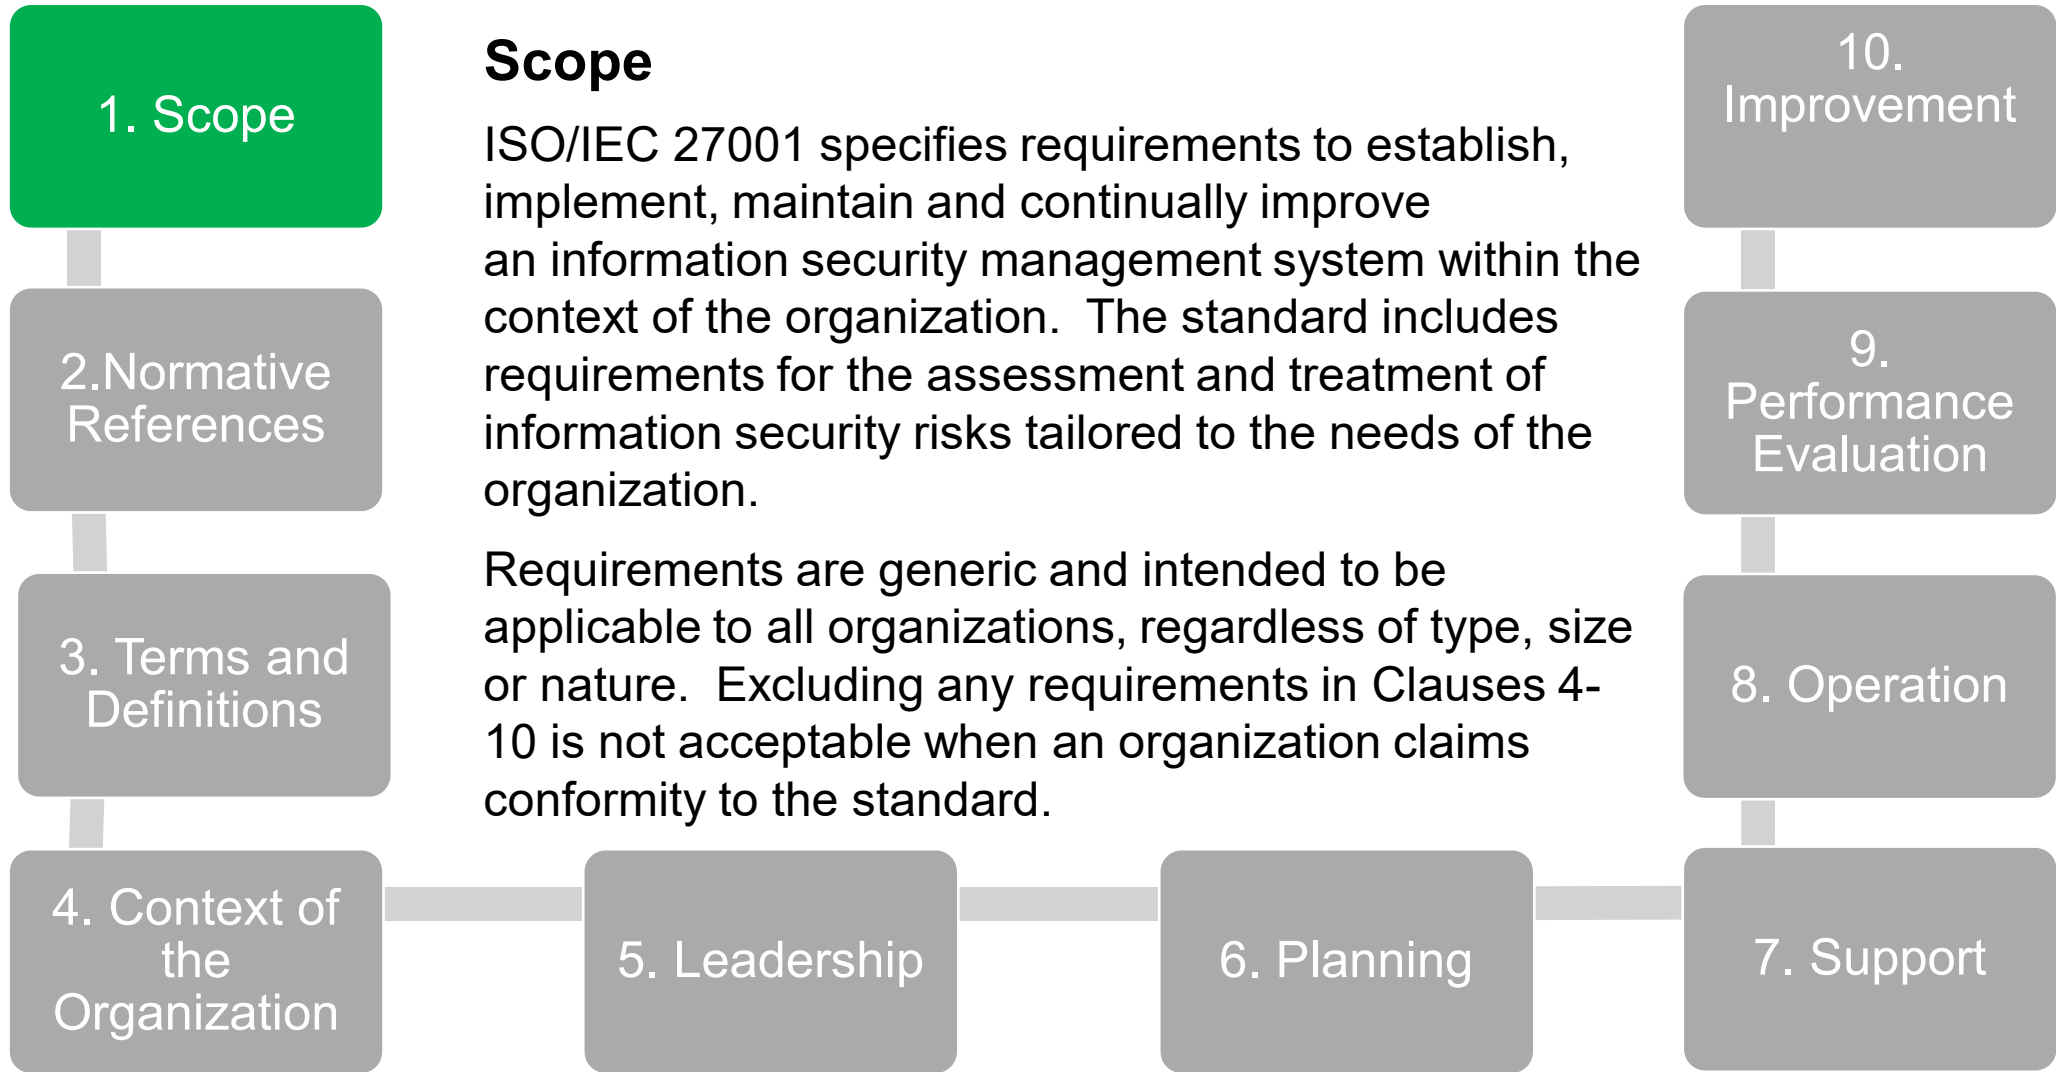 1. Scope
2.Normative
References
3. Terms and
Definitions
4. Context of
the
Organization
5. Leadership
6. Planning
7. Support
8. Operation
9.
Performance
Evaluation
10.
Improvement
Scope
ISO/IEC 27001 specifies requirements to establish,
implement, maintain and continually improve
an information security management system within the
context of the organization.  The standard includes
requirements for the assessment and treatment of
information security risks tailored to the needs of the
organization.
Requirements are generic and intended to be
applicable to all organizations, regardless of type, size
or nature.  Excluding any requirements in Clauses 4-
10 is not acceptable when an organization claims
conformity to the standard.